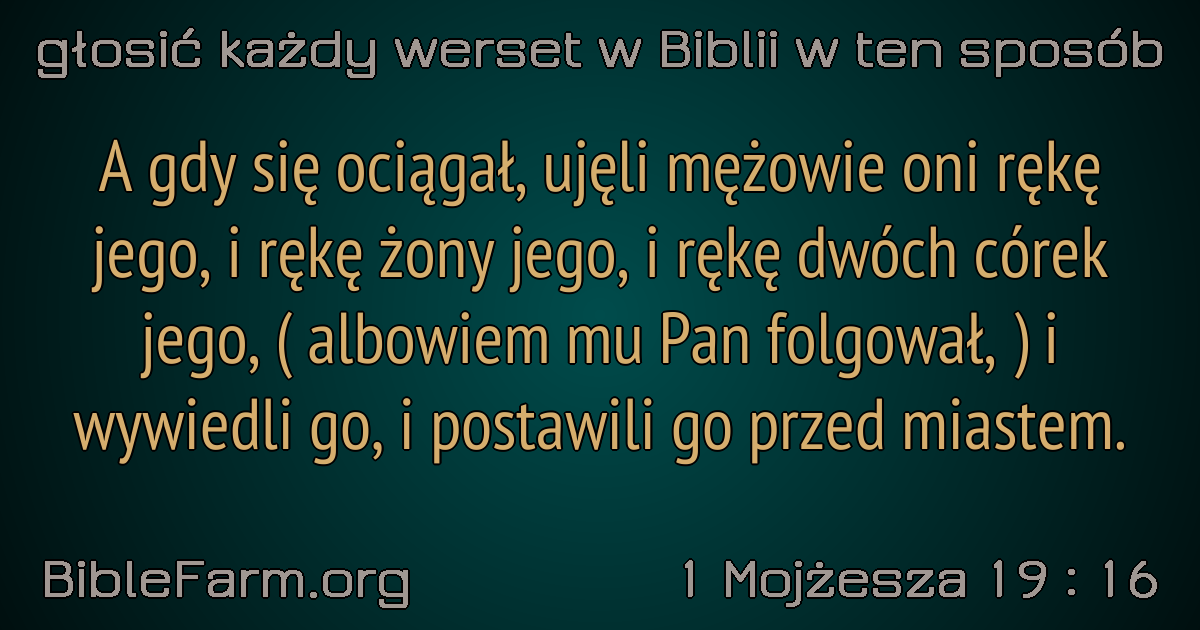 głosić każdy werset w Biblii w ten sposób
A gdy się ociągał, ujęli mężowie oni rękę
jego, i rękę żony jego, i rękę dwóch córek
jego, ( albowiem mu Pan folgował, ) i
wywiedli go, i postawili go przed miastem.
BibleFarm.org
1 Mojżesza 19 : 16